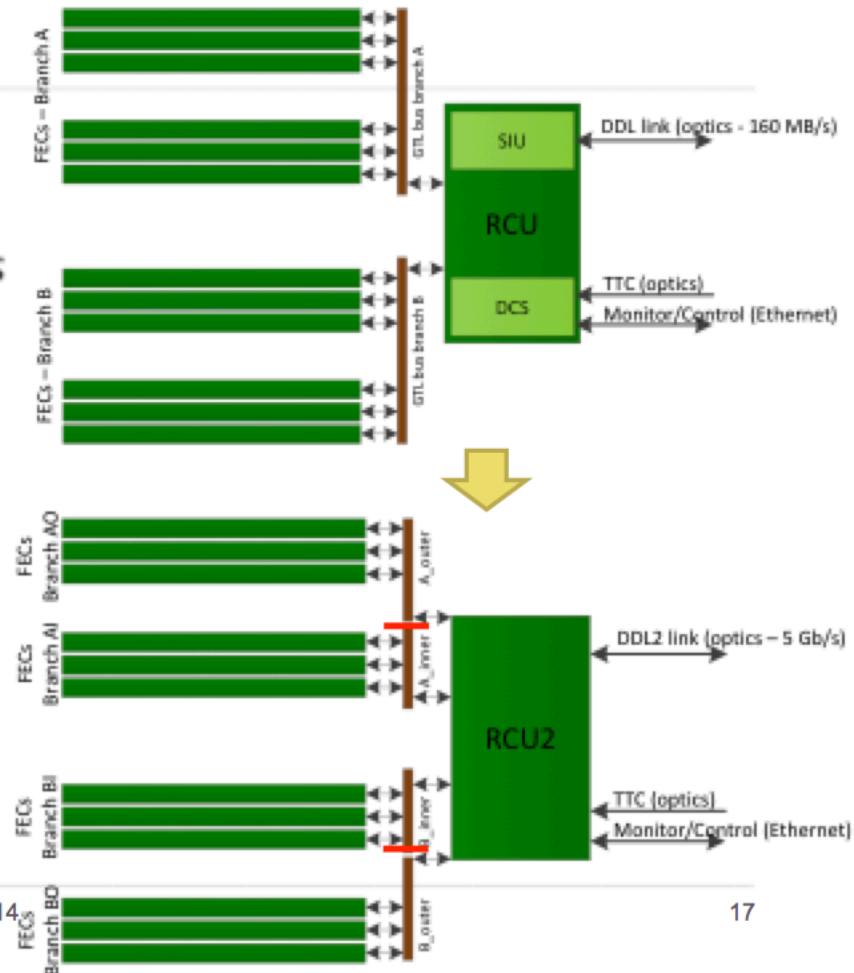 FECs – Branch A
GTL bus branch A
SIU
RCU
DCS
DDL link (optics - 160 MB/s)
TTC (optics)
Monitor/Control (Ethernet)
FECs – Branch B
GTL bus branch B
FECs
Branch AO
A_outer
FECs
Branch AI
A_inner
RCU2
DDL2 link (optics – 5 Gb/s)
TTC (optics)
Monitor/Control (Ethernet)
FECs
Branch BI
B_inner
FECs
Branch BO
B_outer
14
17